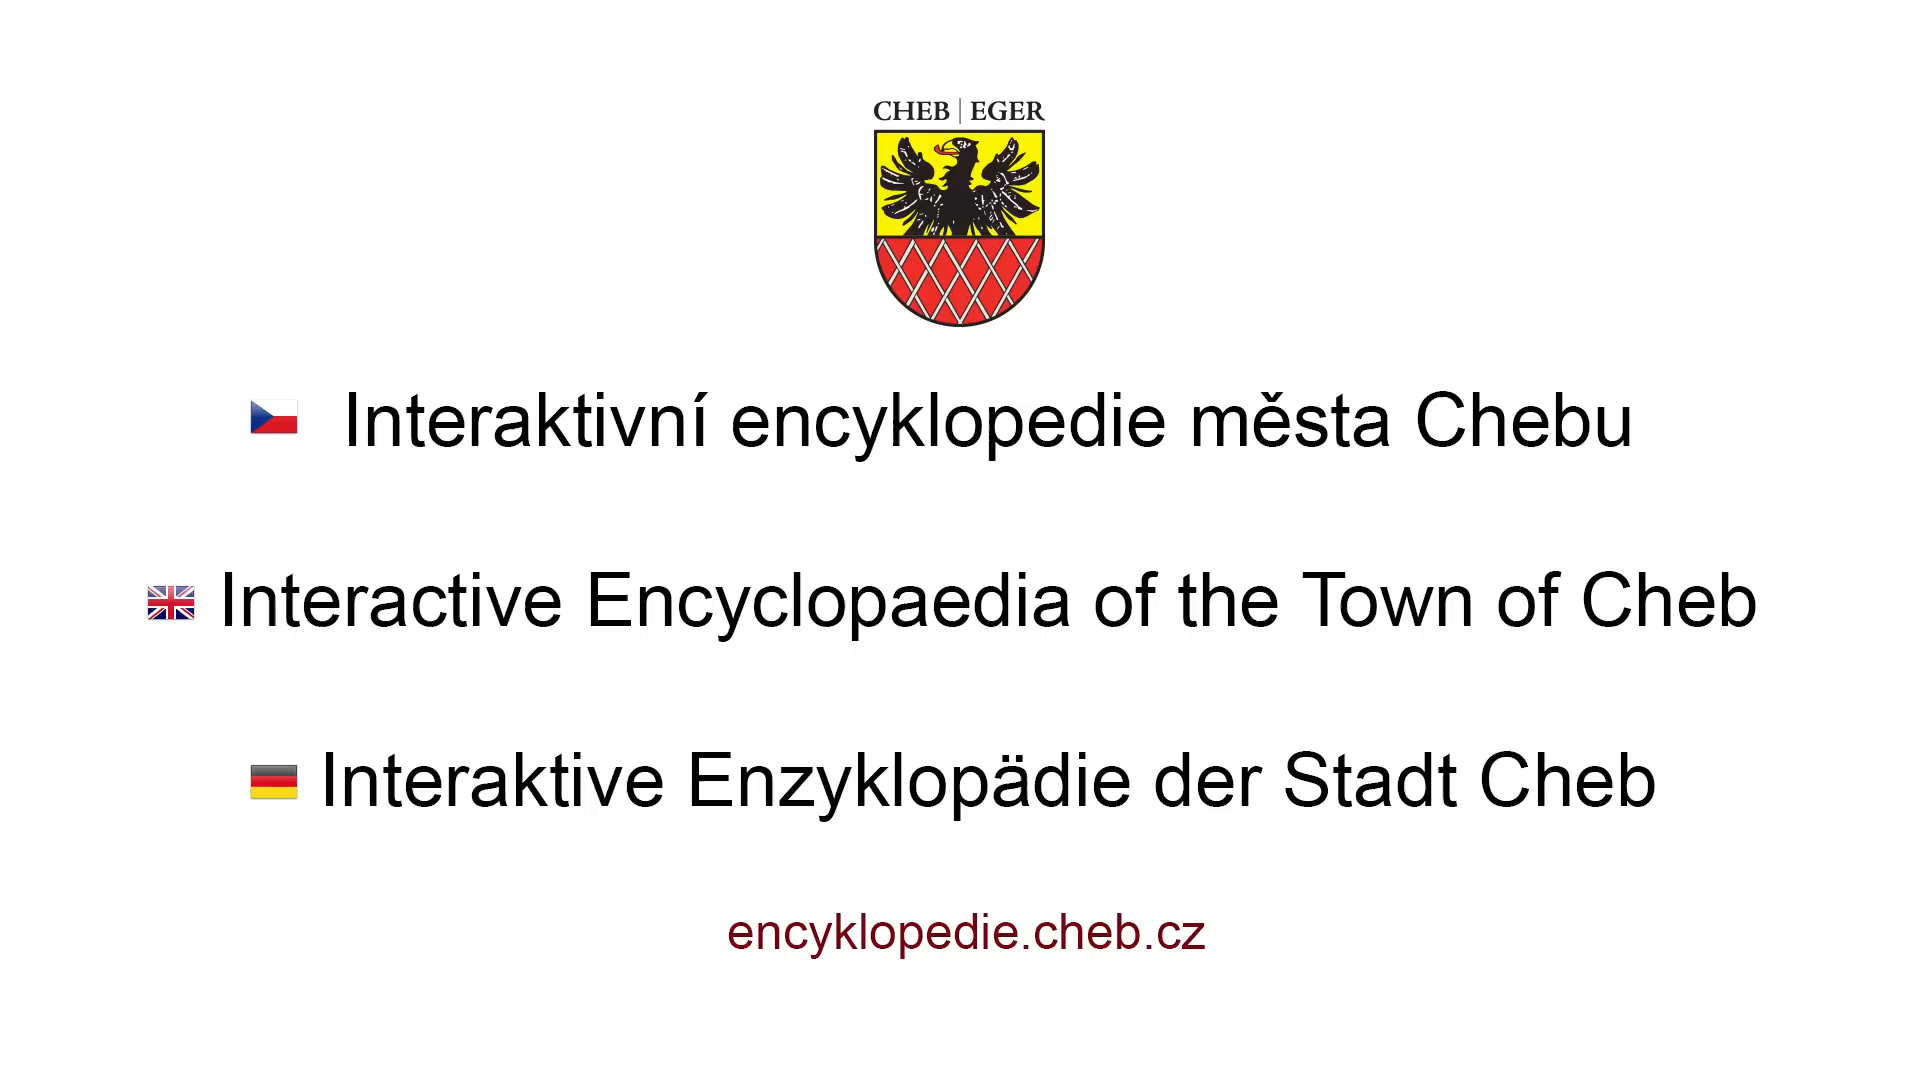 CHEB | EGER
Interaktivní encyklopedie města Chebu
Interactive Encyclopaedia of the Town of Cheb
Interaktive Enzyklopädie der Stadt Cheb
encyklopedie.cheb.cz